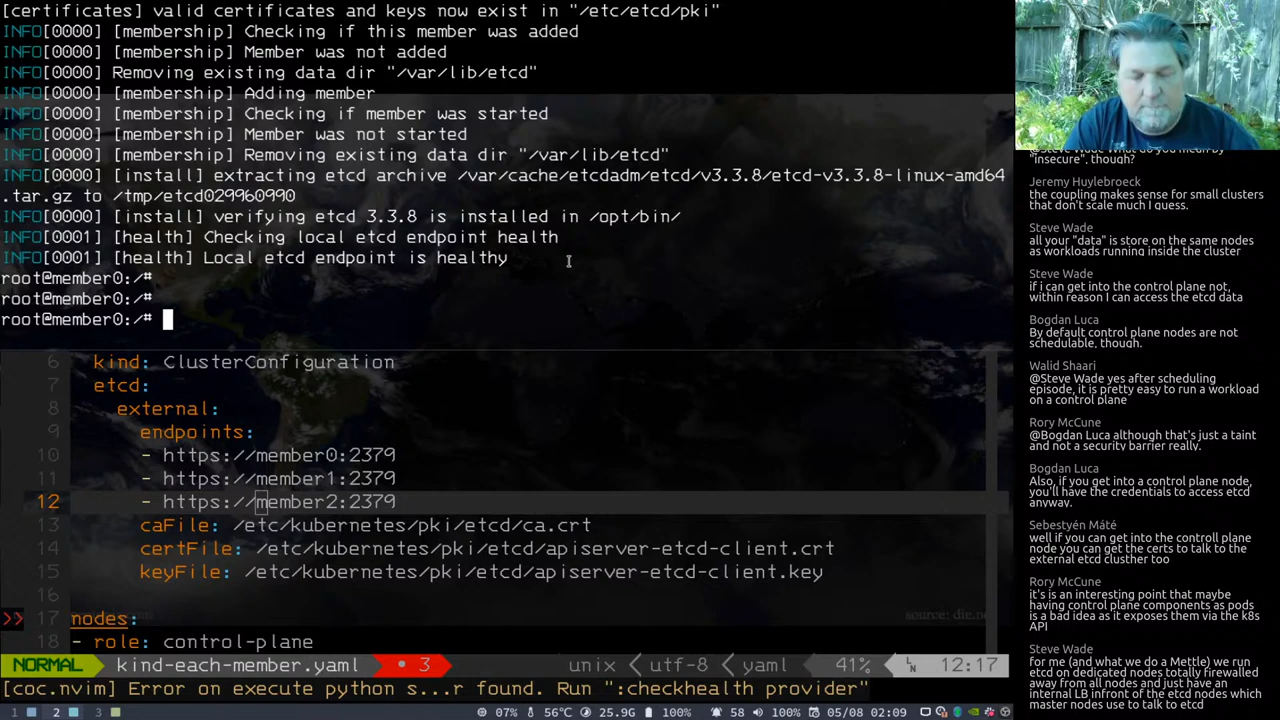 [certificates] valid certificates and keys now exist in "/etc/etcd/pki"
INFO[0000] [membership] Checking if this member was added
INFO[0000] [membership] Member was not added
INFO[0000] Removing existing data dir "/var/lib/etcd"
INFO[0000] [membership] Adding member
INFO[0000] [membership] Checking if member was started
INFO[0000] [membership] Member was not started
INFO[0000] [membership] Removing existing data dir "/var/lib/etcd"
INFO[0000] [install] extracting etcd archive /var/cache/etcdadm/etcd/v3.3.8/etcd-v3.3.8-linux-amd64
.tar.gz to /tmp/etcd029960990
INFO[0000] [install] verifying etcd 3.3.8 is installed in /opt/bin/
INFO[0001] [health] Checking local etcd endpoint health
INFO[0001] [health] Local etcd endpoint is healthy
root@member0:/#
root@member0:/#
root@member0:/#
6 kind: ClusterConfiguration
7 etcd:
8 external:
9 endpoints:
10 - https://member0:2379
11 - https://member1:2379
12 - https://member2:2379
13 caFile: /etc/kubernetes/pki/etcd/ca.crt
14 certFile: /etc/kubernetes/pki/etcd/apiserver-etcd-client.crt
15 keyFile: /etc/kubernetes/pki/etcd/apiserver-etcd-client.key
16
>> 17 nodes:
18 - role: control-plane
NORMAL kind-each-member.yaml • 3 unix utf-8 yaml 41% 12:17
[coc.nvim] Error on execute python s...r found. Run ":checkhealth provider"
1 2 3 07% 56°C 25.9G 100% 58 100% 05/08 02:09
@Steve Wade What do you mean by
"insecure", though?
Jeremy Huylebroeck
the coupling makes sense for small clusters
that don't scale much I guess.
Steve Wade
all your "data" is store on the same nodes
as workloads running inside the cluster
Steve Wade
if i can get into the control plane not,
within reason I can access the etcd data
Bogdan Luca
By default control plane nodes are not
schedulable, though.
Walid Shaari
@Steve Wade yes after scheduling
episode, it is pretty easy to run a workload
on a control plane
Rory McCune
@Bogdan Luca although that's just a taint
and not a security barrier really.
Bogdan Luca
Also, if you get into a control plane node,
you'll have the credentials to access etcd
anyway.
Sebestyén Máté
well if you can get into the controll plane
node you can get the certs to talk to the
external etcd clusther too
Rory McCune
it's is an interesting point that maybe
having control plane components as pods
is a bad idea as it exposes them via the k8s
API
Steve Wade
for me (and what we do a Mettle) we run
etcd on dedicated nodes totally firewalled
away from all nodes and just have an
internal LB infront of the etcd nodes which
master nodes use to talk to etcd